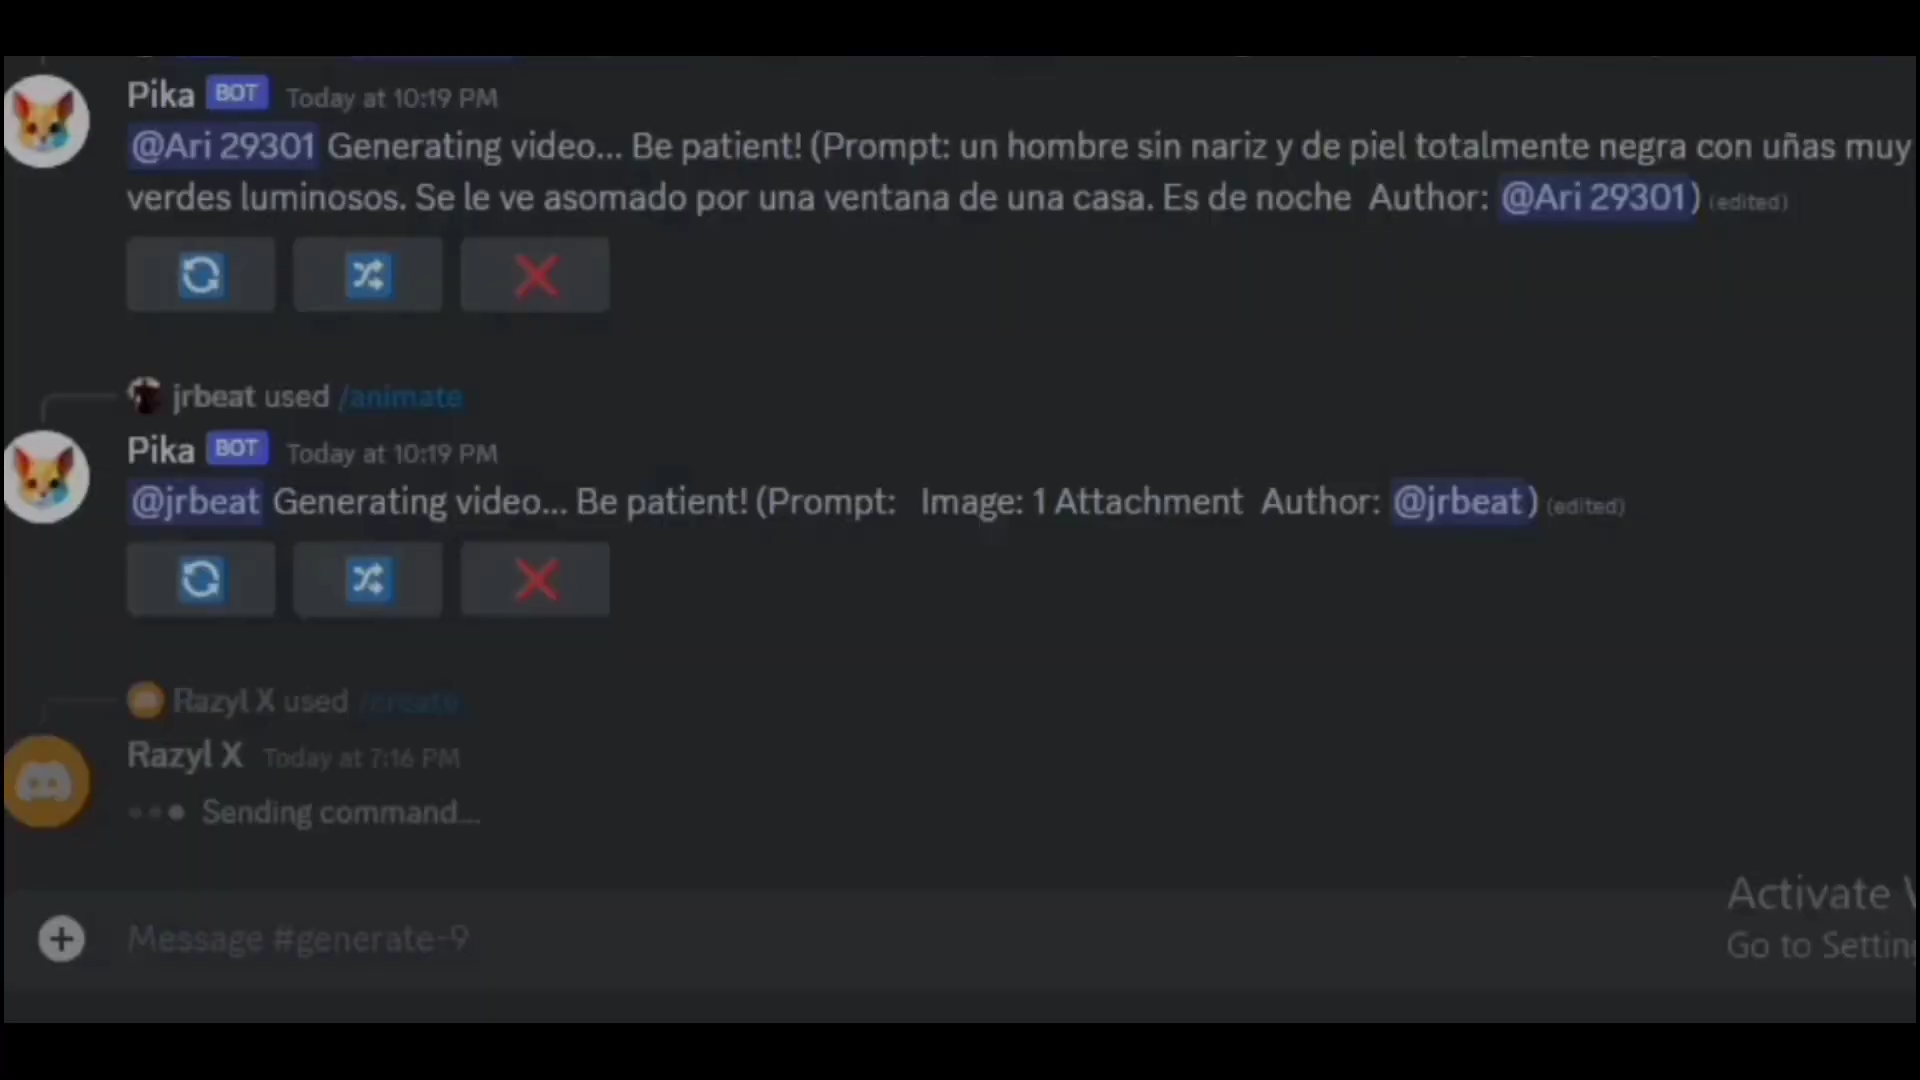 Pika BOT Today at 10:19 PM
@Ari 29301 Generating video... Be patient! (Prompt: un hombre sin nariz y de piel totalmente negra con uñas muy
verdes luminosos. Se le ve asomado por una ventana de una casa. Es de noche Author: @Ari 29301) (edited)
jrbeat used /animate
Pika BOT Today at 10:19 PM
@jrbeat Generating video... Be patient! (Prompt: Image: 1 Attachment Author: @jrbeat) (edited)
Razyl X used /create
Razyl X Today at 7:16 PM
Sending command...
Activate
Message #generate-9
Go to Setting